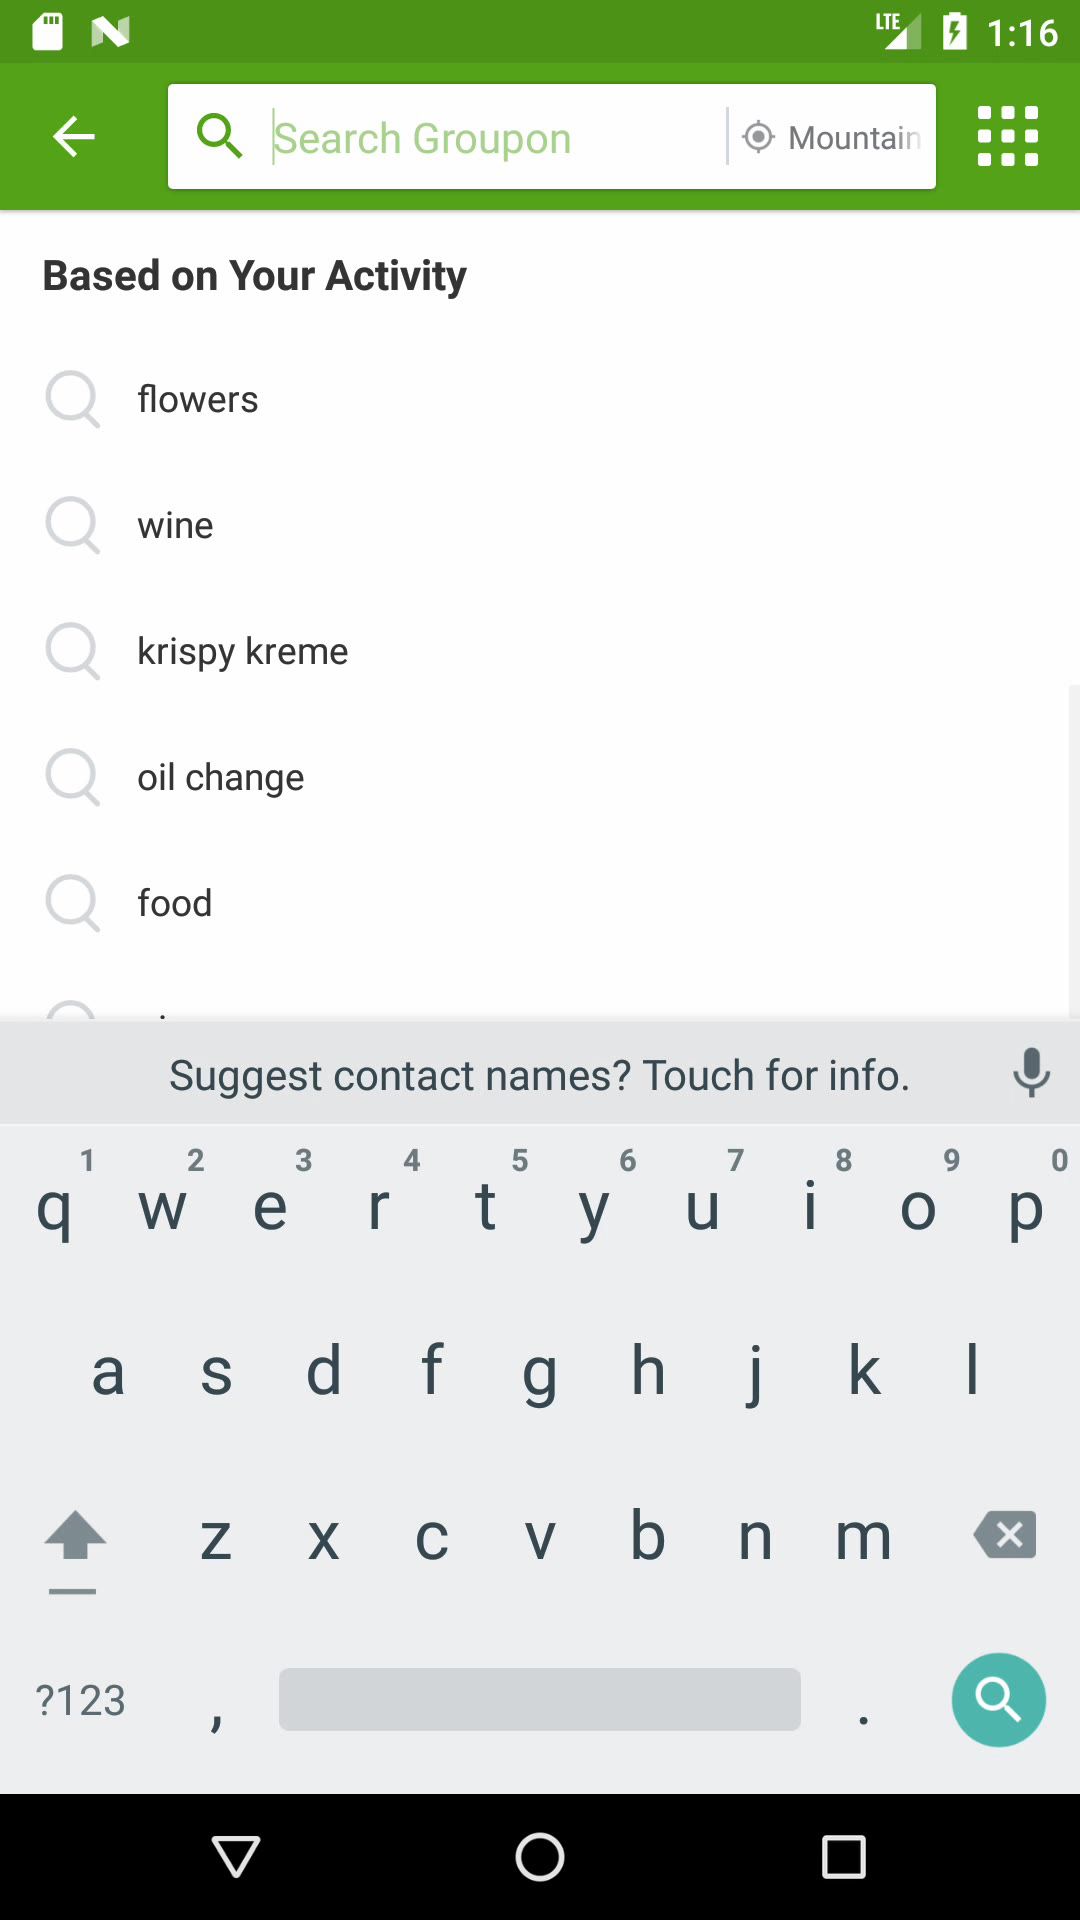 LTE 1:16
Search Groupon Mountain
Based on Your Activity
flowers
wine
krispy kreme
oil change
food
Suggest contact names? Touch for info.
1 2 3 4 5 6 7 8 9 0
q w e r t y u i o p
a s d f g h j k l
z x c v b n m
?123 , .